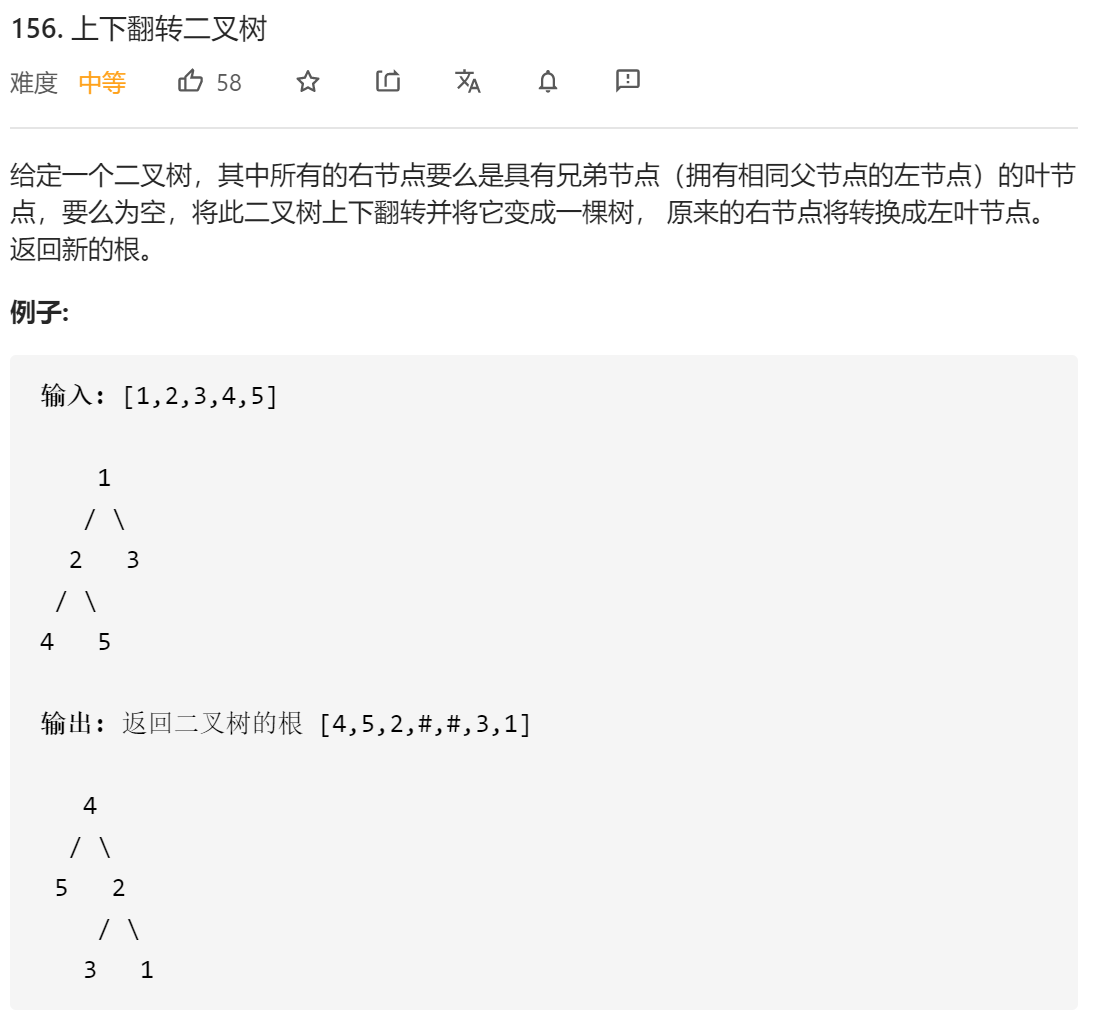 156. 上下翻转二叉树
难度 中等 58
给定一个二叉树，其中所有的右节点要么是具有兄弟节点（拥有相同父节点的左节点）的叶节
点，要么为空，将此二叉树上下翻转并将它变成一棵树， 原来的右节点将转换成左叶节点。
返回新的根。
例子:
输入: [1,2,3,4,5]
1
/ \
2 3
/ \
4 5
输出: 返回二叉树的根 [4,5,2,#,#,3,1]
4
/ \
5 2
/ \
3 1